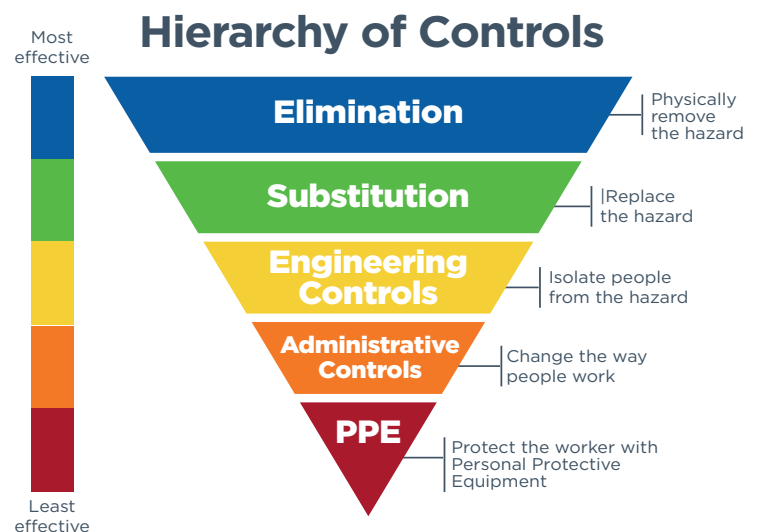 Hierarchy of Controls
Most
effective
Elimination
Physically
remove
the hazard
Substitution
|Replace
the hazard
Engineering
Controls
Isolate people
from the hazard
Administrative
Controls
Change the way
people work
PPE
Protect the worker with
Personal Protective
Equipment
Least
effective